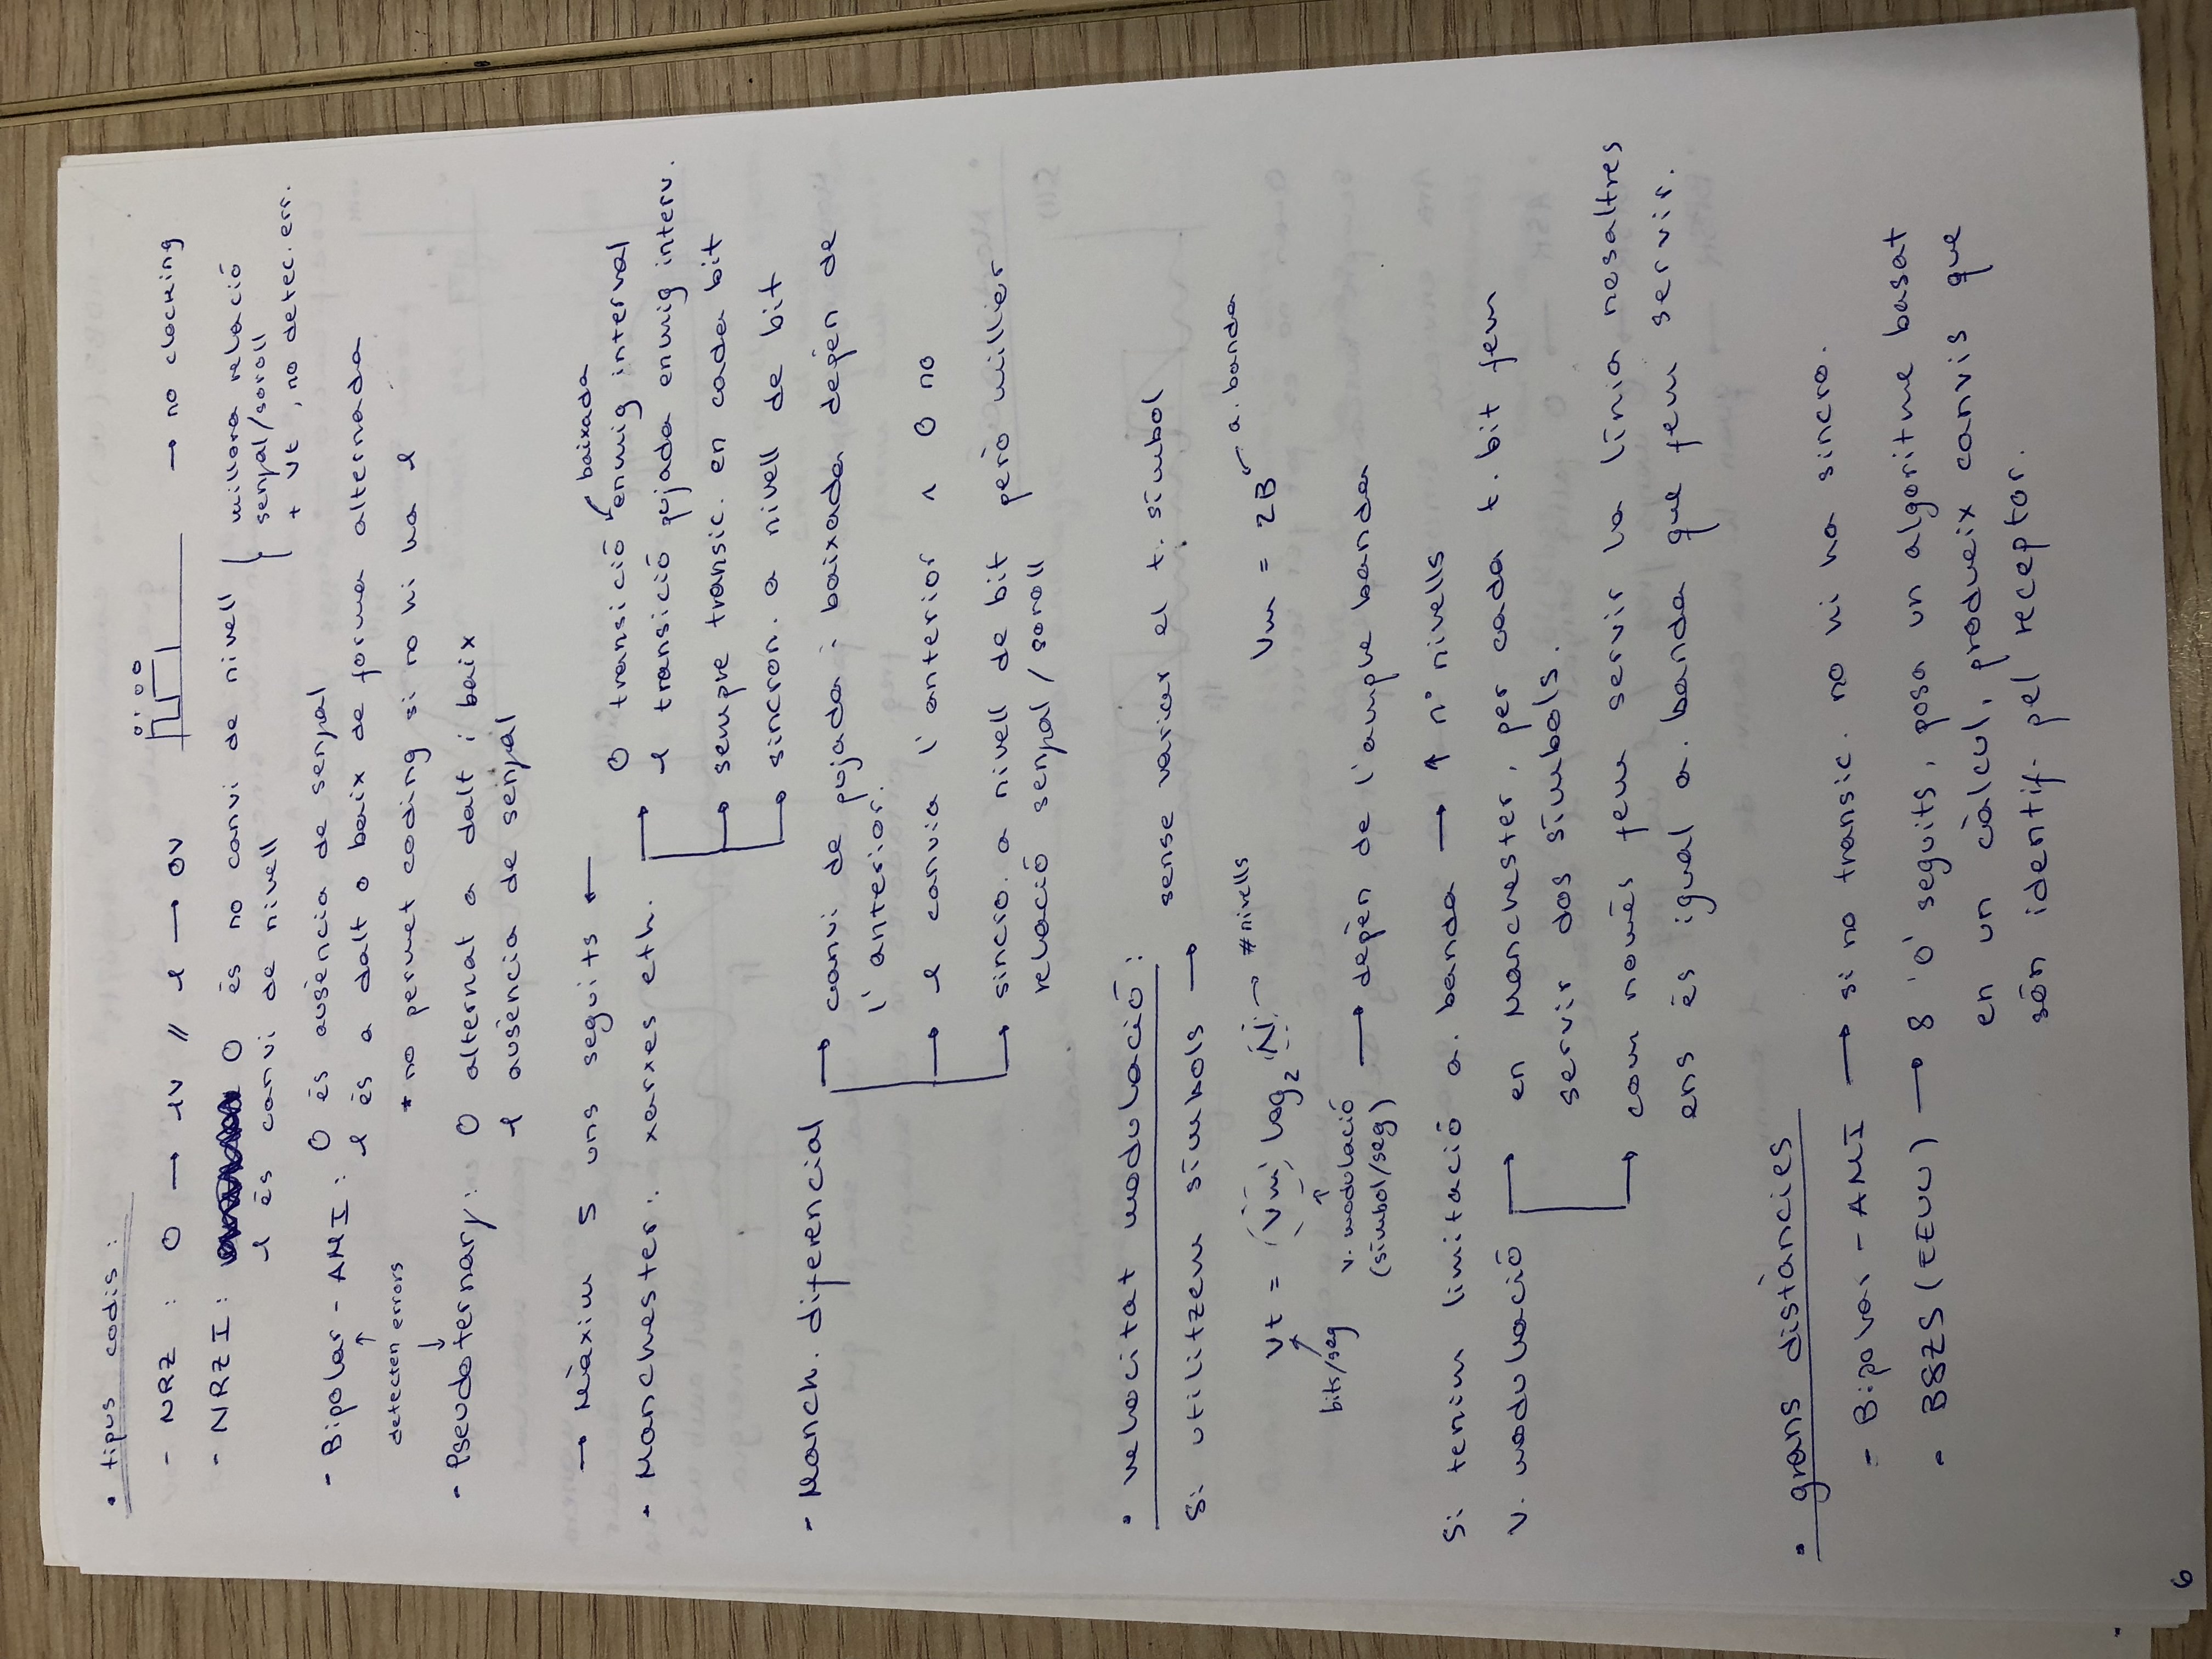 • tipus codis :
- NRZ : 0 → 1V // 1 → 0V
0 1 0 0
→ no clocking
- NRZI : 0 és no canvi de nivell
1 és canvi de nivell
millora relació
senyal/soroll
+ Vt , no detec. err.
- Bipolar - AMI : 0 és ausència de senyal
1 és a dalt o baix de forma alternada
* no permet coding si no hi ha 1
↑
detecten errors
↓
- Pseudoternary : 0 alternat a dalt i baix
1 ausència de senyal
→ Màxim 5 uns seguits ←
- Manchester : xarxes eth. → 0 transició enmig interval
baixada
1 transició pujada enmig interv.
→ sempre transic. en cada bit
→ sincron. a nivell de bit
- Manch. diferencial → canvi de pujada i baixada depèn de
l'anterior.
→ 1 canvia l'anterior ∧ 0 no
→ sincro. a nivell de bit però millior
relació senyal/soroll
• velocitat modulació :
Si utilitzem símbols → sense variar el t. símbol
Vt = Vm log₂ N → #nivells
Vm = 2B
a. banda
bits/seg
v. modulació
(símbol/seg) → depèn de l'ample banda
Si tenim limitació a. banda → ↑ nº nivells
V. modulació → en Manchester, per cada t. bit fem
servir dos símbols.
→ com només fem servir la línia nosaltres
ens és igual a. banda que fem servir.
• grans distàncies
- Bipolar - AMI → si no transic. no hi ha sincro.
- B8ZS (EEUU) → 8 '0' seguits, posa un algoritme basat
en un càlcul, produeix canvis que
són identif. pel receptor.
6